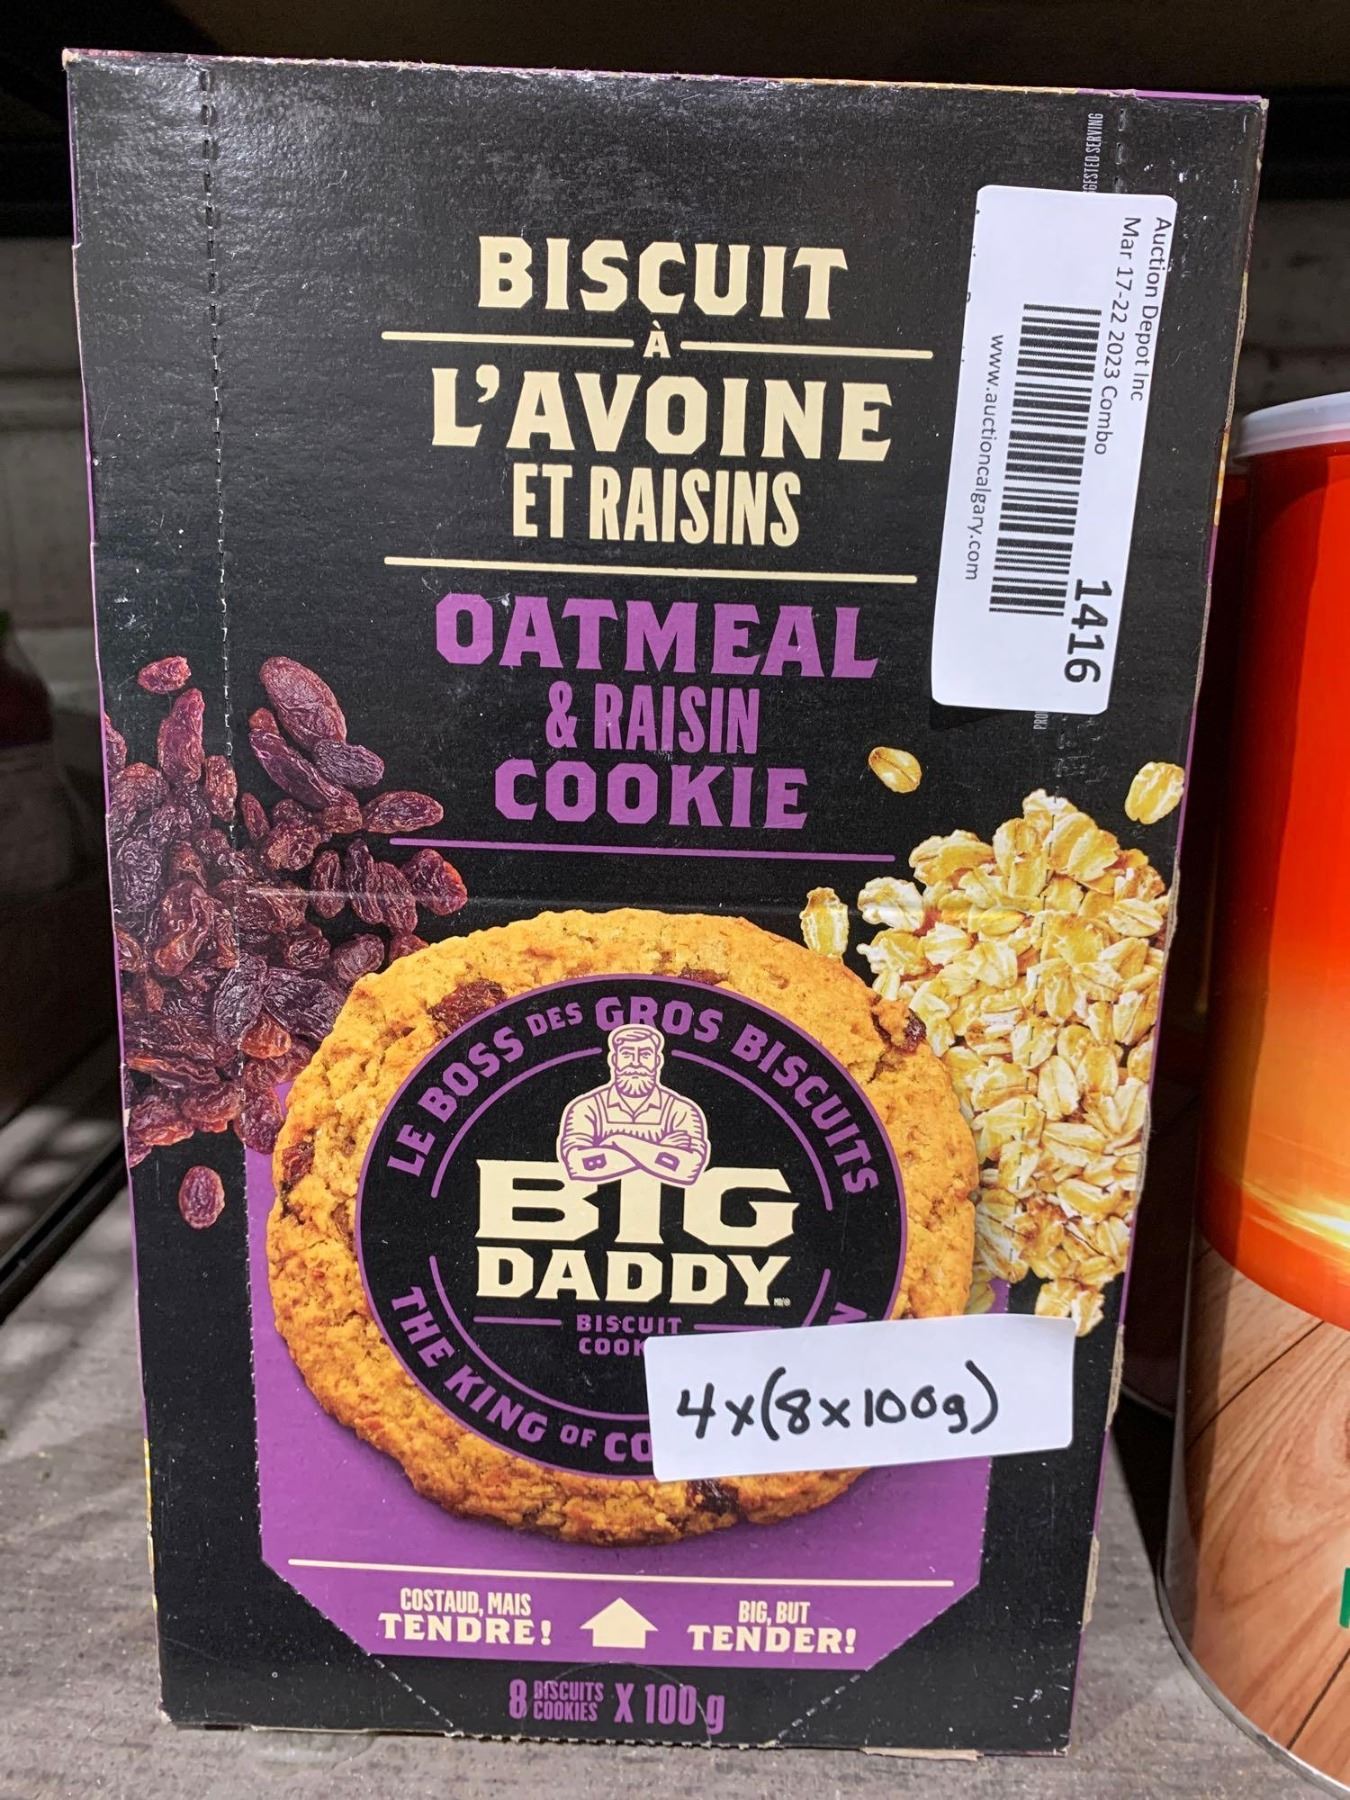 BISCUIT
À
L'AVOINE
ET RAISINS
OATMEAL
& RAISIN
COOKIE
Auction Depot Inc
Mar 17-22 2023 Combo
1416
www.auctioncalgary.com
LE BOSS DES GROS BISCUITS
B D
BIG
DADDY
BISCUIT
THE KING OF
4x(8x100g)
COSTAUD, MAIS
TENDRE!
BIG, BUT
TENDER!
8 BISCUITS
COOKIES X 100 g